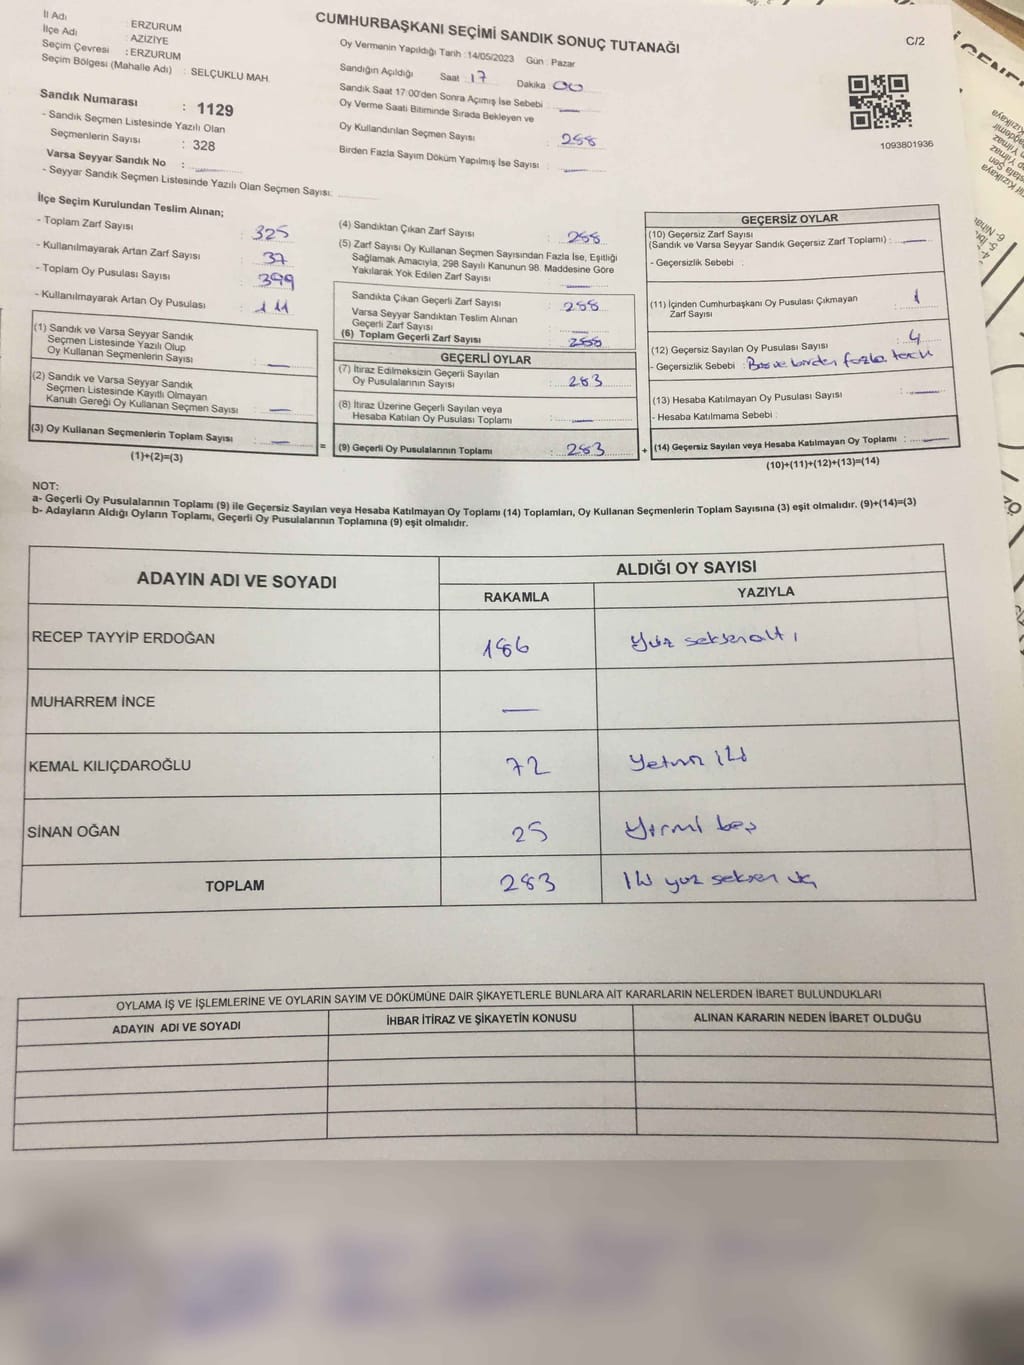 İl Adı : ERZURUM
İlçe Adı : AZİZİYE
Seçim Çevresi : ERZURUM
Seçim Bölgesi (Mahalle Adı) : SELÇUKLU MAH.
CUMHURBAŞKANI SEÇİMİ SANDIK SONUÇ TUTANAĞI
C/2
Oy Vermenin Yapıldığı Tarih : 14/05/2023 Gün : Pazar
Sandığın Açıldığı Saat : 17 Dakika : 00
Sandık Saat 17:00'den Sonra Açımış İse Sebebi : —
Oy Verme Saati Bitiminde Sırada Bekleyen ve
Oy Kullandırılan Seçmen Sayısı : 288
Birden Fazla Sayım Döküm Yapılmış İse Sayısı : —
1093801936
Sandık Numarası : 1129
- Sandık Seçmen Listesinde Yazılı Olan
Seçmenlerin Sayısı : 328
Varsa Seyyar Sandık No : —
- Seyyar Sandık Seçmen Listesinde Yazılı Olan Seçmen Sayısı:
İlçe Seçim Kurulundan Teslim Alınan;
- Toplam Zarf Sayısı : 325
- Kullanılmayarak Artan Zarf Sayısı : 37
- Toplam Oy Pusulası Sayısı : 399
- Kullanılmayarak Artan Oy Pusulası : 111
(1) Sandık ve Varsa Seyyar Sandık
Seçmen Listesinde Yazılı Olup
Oy Kullanan Seçmenlerin Sayısı : —
(2) Sandık ve Varsa Seyyar Sandık
Seçmen Listesinde Kayıtlı Olmayan
Kanun Gereği Oy Kullanan Seçmen Sayısı : —
(3) Oy Kullanan Seçmenlerin Toplam Sayısı : —
(1)+(2)=(3)
=
(4) Sandıktan Çıkan Zarf Sayısı : 288
(5) Zarf Sayısı Oy Kullanan Seçmen Sayısından Fazla İse, Eşitliği
Sağlamak Amacıyla, 298 Sayılı Kanunun 98. Maddesine Göre
Yakılarak Yok Edilen Zarf Sayısı : —
Sandıkta Çıkan Geçerli Zarf Sayısı : 288
Varsa Seyyar Sandıktan Teslim Alınan
Geçerli Zarf Sayısı : —
(6) Toplam Geçerli Zarf Sayısı : 288
GEÇERLİ OYLAR
(7) İtiraz Edilmeksizin Geçerli Sayılan
Oy Pusulalarının Sayısı : 283
(8) İtiraz Üzerine Geçerli Sayılan veya
Hesaba Katılan Oy Pusulası Toplamı : —
(9) Geçerli Oy Pusulalarının Toplamı : 283
+
GEÇERSİZ OYLAR
(10) Geçersiz Zarf Sayısı
(Sandık ve Varsa Seyyar Sandık Geçersiz Zarf Toplamı) : —
- Geçersizlik Sebebi :
(11) İçinden Cumhurbaşkanı Oy Pusulası Çıkmayan
Zarf Sayısı : 1
(12) Geçersiz Sayılan Oy Pusulası Sayısı : 4
- Geçersizlik Sebebi : Boş ve birden fazla
(13) Hesaba Katılmayan Oy Pusulası Sayısı : —
- Hesaba Katılmama Sebebi :
(14) Geçersiz Sayılan veya Hesaba Katılmayan Oy Toplamı : —
(10)+(11)+(12)+(13)=(14)
NOT:
a- Geçerli Oy Pusulalarının Toplamı (9) ile Geçersiz Sayılan veya Hesaba Katılmayan Oy Toplamı (14) Toplamları, Oy Kullanan Seçmenlerin Toplam Sayısına (3) eşit olmalıdır. (9)+(14)=(3)
b- Adayların Aldığı Oyların Toplamı, Geçerli Oy Pusulalarının Toplamına (9) eşit olmalıdır.
ADAYIN ADI VE SOYADI ALDIĞI OY SAYISI
RAKAMLA YAZIYLA
RECEP TAYYİP ERDOĞAN 186 Yüz seksen altı
MUHARREM İNCE —
KEMAL KILIÇDAROĞLU 72 Yetmiş iki
SİNAN OĞAN 25 Yirmi beş
TOPLAM 283 İki yüz seksen üç
OYLAMA İŞ VE İŞLEMLERİNE VE OYLARIN SAYIM VE DÖKÜMÜNE DAİR ŞİKAYETLERLE BUNLARA AİT KARARLARIN NELERDEN İBARET BULUNDUKLARI
ADAYIN ADI VE SOYADI İHBAR İTİRAZ VE ŞİKAYETİN KONUSU ALINAN KARARIN NEDEN İBARET OLDUĞU